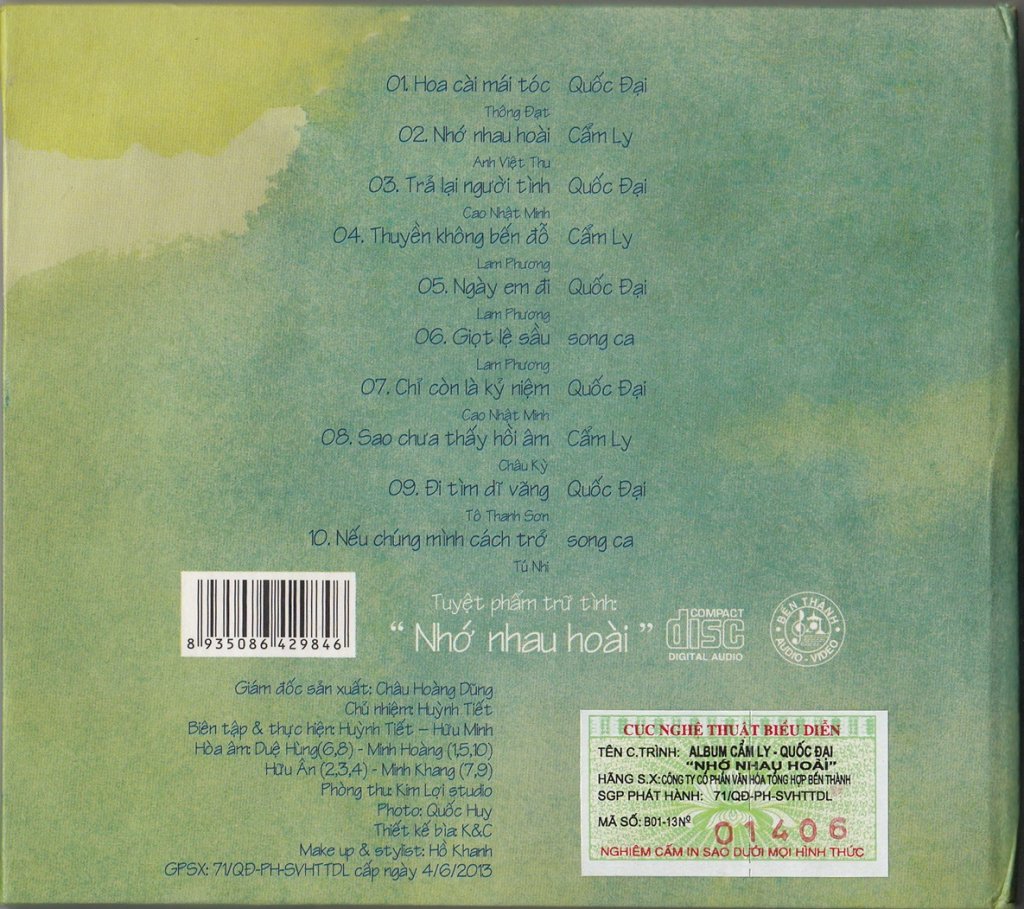 01. Hoa cài mái tóc Quốc Đại
Thông Đạt
02. Nhớ nhau hoài Cẩm Ly
Anh Việt Thu
03. Trả lại người tình Quốc Đại
Cao Nhật Minh
04. Thuyền không bến đỗ Cẩm Ly
Lam Phương
05. Ngày em đi Quốc Đại
Lam Phương
06. Giọt lệ sầu song ca
Lam Phương
07. Chỉ còn là kỷ niệm Quốc Đại
Cao Nhật Minh
08. Sao chưa thấy hồi âm Cẩm Ly
Châu Kỳ
09. Đi tìm dĩ vãng Quốc Đại
Tô Thanh Sơn
10. Nếu chúng mình cách trở song ca
Tú Nhi
8 935086 429846
Tuyệt phẩm trữ tình:
“ Nhớ nhau hoài ”
COMPACT
disc
DIGITAL AUDIO
BẾN THÀNH
AUDIO - VIDEO
Giám đốc sản xuất: Châu Hoàng Dũng
Chủ nhiệm: Huỳnh Tiết
Biên tập & thực hiện: Huỳnh Tiết – Hữu Minh
Hòa âm: Duệ Hùng(6,8) - Minh Hoàng (1,5,10)
Hữu Ân (2,3,4) - Minh Khang (7,9)
Phòng thu: Kim Lợi studio
Photo: Quốc Huy
Thiết kế bìa: K&C
Make up & stylist: Hồ Khanh
GPSX: 71/QĐ-PH-SVHTTDL cấp ngày 4/6/2013
CỤC NGHỆ THUẬT BIỂU DIỄN
TÊN C.TRÌNH: ALBUM CẨM LY - QUỐC ĐẠI
“NHỚ NHAU HOÀI”
HÃNG S.X: CÔNG TY CỔ PHẦN VĂN HÓA TỔNG HỢP BẾN THÀNH
SGP PHÁT HÀNH: 71/QĐ-PH-SVHTTDL
MÃ SỐ: B01-13Nº 01406
NGHIÊM CẤM IN SAO DƯỚI MỌI HÌNH THỨC